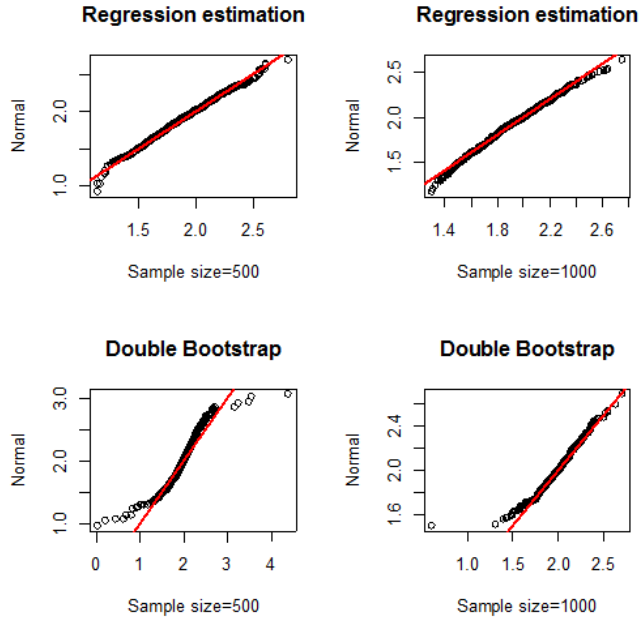 Regression estimation
Normal
1.0 2.0
1.5 2.0 2.5
Sample size=500
Regression estimation
Normal
1.5 2.0 2.5
1.4 1.8 2.2 2.6
Sample size=1000
Double Bootstrap
Normal
1.0 2.0 3.0
0 1 2 3 4
Sample size=500
Double Bootstrap
Normal
1.6 2.0 2.4
1.0 1.5 2.0 2.5
Sample size=1000